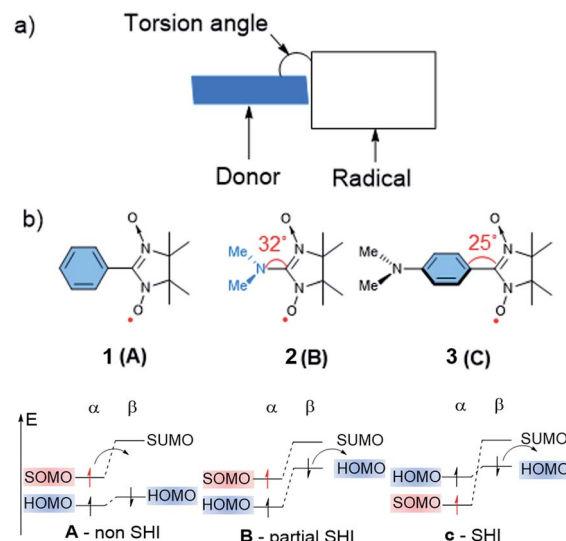 a)
Torsion angle
Donor
Radical
b)
O
N
N
O
Me
N
Me
32°
O
N
N
O
Me
N
Me
25°
O
N
N
O
1 (A)
2 (B)
3 (C)
E
α β
SUMO
SOMO
HOMO
HOMO
A - non SHI
α β
SUMO
SOMO
HOMO
HOMO
B - partial SHI
α β
SUMO
HOMO
HOMO
SOMO
c - SHI